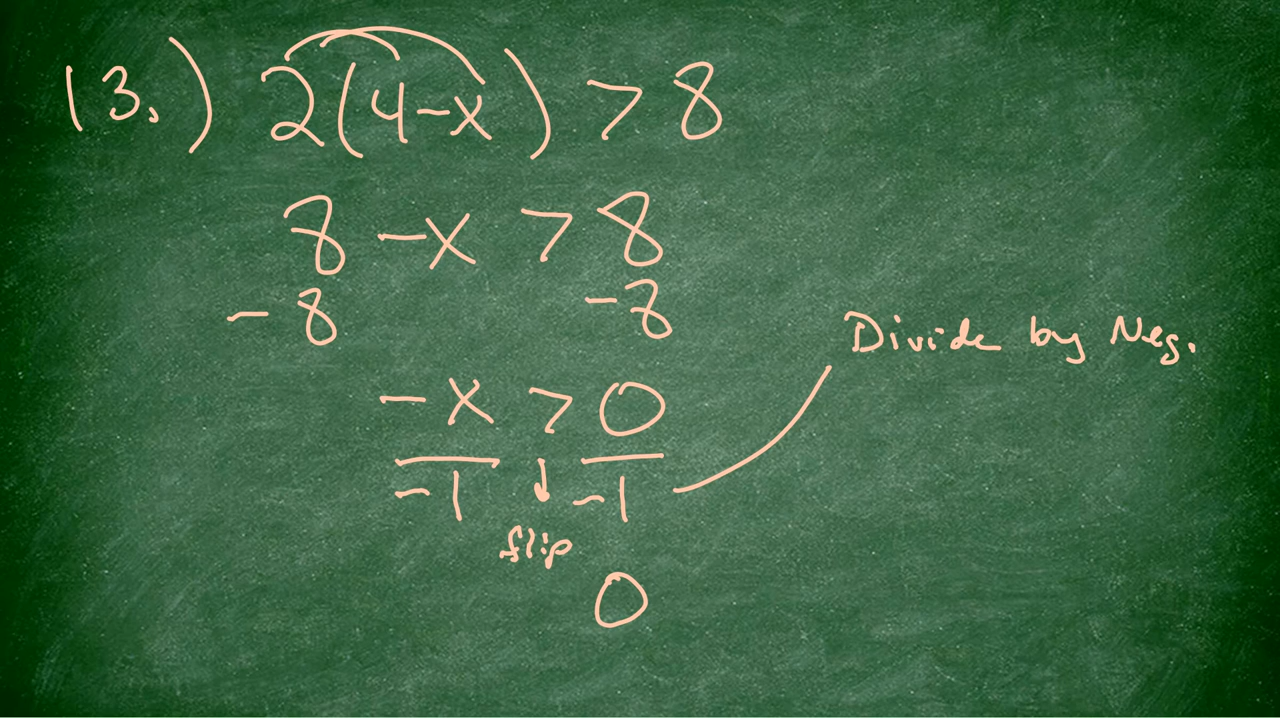 13.) 2(4-x) > 8
8 -x > 8
-8 -8
Divide by Neg.
-x > 0
-1 ↓ -1
flip
0